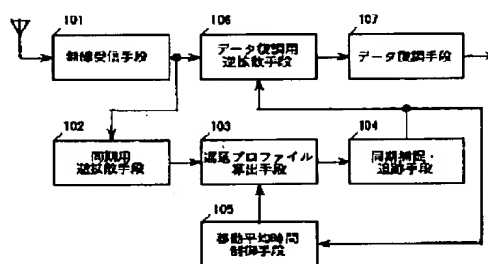 101
無線受信手段
106
データ復調用
逆拡散手段
107
データ復調手段
102
同期用
逆拡散手段
103
遅延プロファイル
算出手段
104
同期捕捉・
追跡手段
105
移動平均時間
制御手段